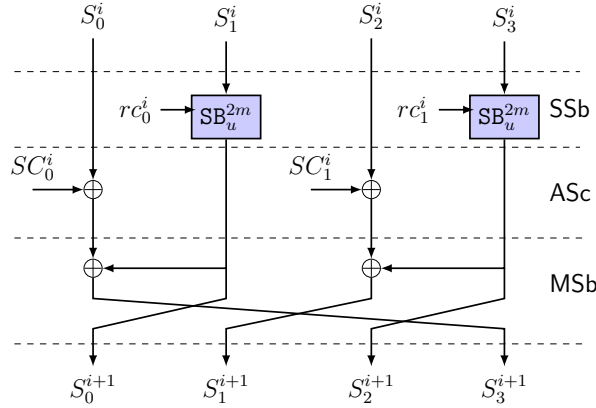 S_0^i S_1^i S_2^i S_3^i
rc_0^i SB_u^{2m} rc_1^i SB_u^{2m} SSb
SC_0^i SC_1^i ASc
MSb
S_0^{i+1} S_1^{i+1} S_2^{i+1} S_3^{i+1}